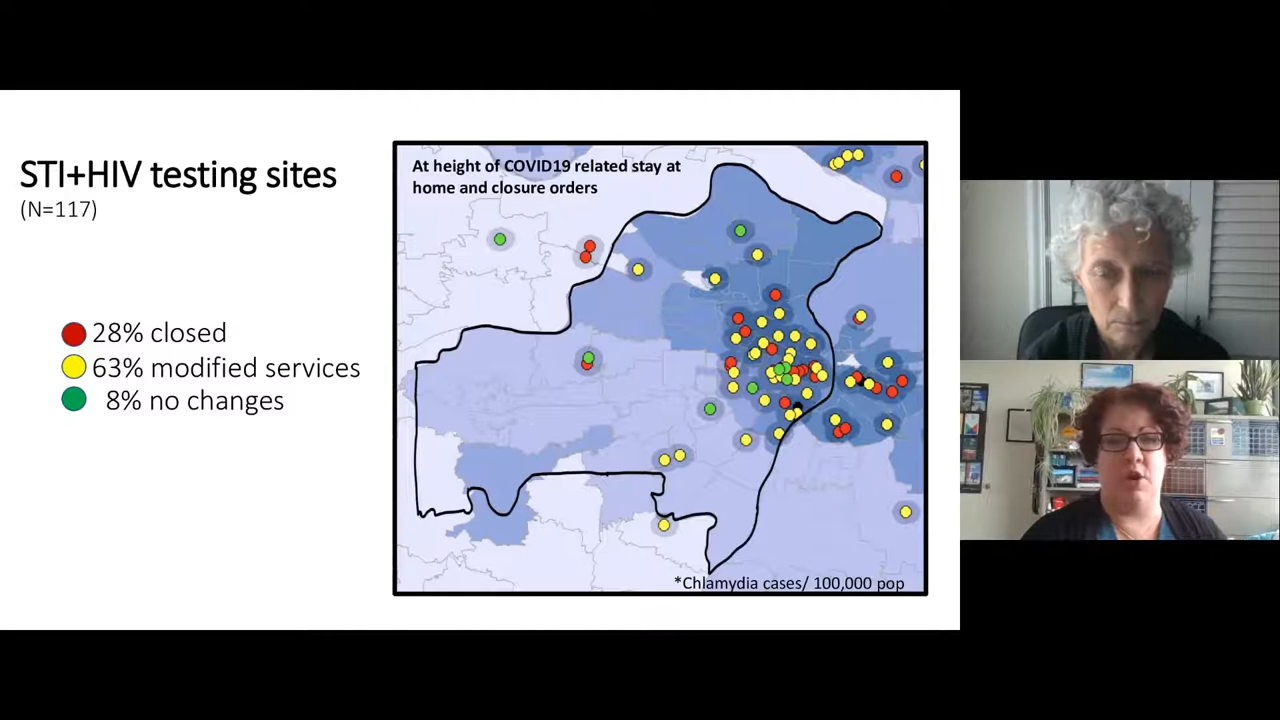 STI+HIV testing sites
(N=117)
28% closed
63% modified services
8% no changes
At height of COVID19 related stay at
home and closure orders
*Chlamydia cases/ 100,000 pop